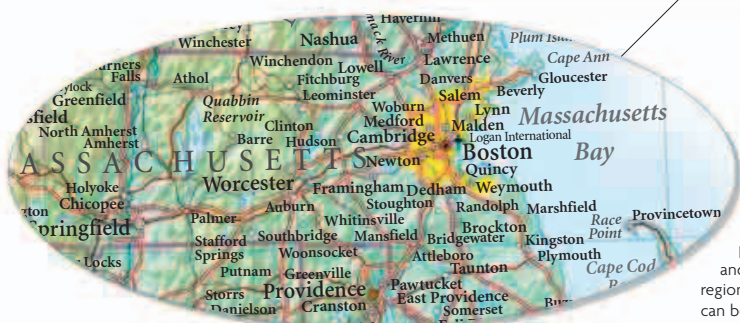 Haverhill
Winchester
Nashua
Methuen
Plum
River
Winchendon
Lowell
Lawrence
Cape Ann
Falls
Athol
Fitchburg
Danvers
Gloucester
Greenfield
Leominster
Salem
Beverly
Quabbin
Reservoir
Woburn
Lynn
Massachusetts
Bay
North Amherst
Clinton
Medford
Malden
Amherst
Barre
Hudson
Cambridge
Logan International
ASSACHUSETTS
Newton
Boston
Quincy
Holyoke
Worcester
Framingham
Dedham
Weymouth
Chicopee
Auburn
Stoughton
Randolph
Marshfield
Springfield
Palmer
Whitinsville
Race
Point
Provincetown
Stafford
Springs
Southbridge
Mansfield
Brockton
Bridgewater
Kingston
Woonsocket
Attleboro
Plymouth
Locks
Putnam
Greenville
Taunton
Cape Cod
Storrs
Providence
Pawtucket
East Providence
Danielson
Cranston
Somerset
and
region
can b